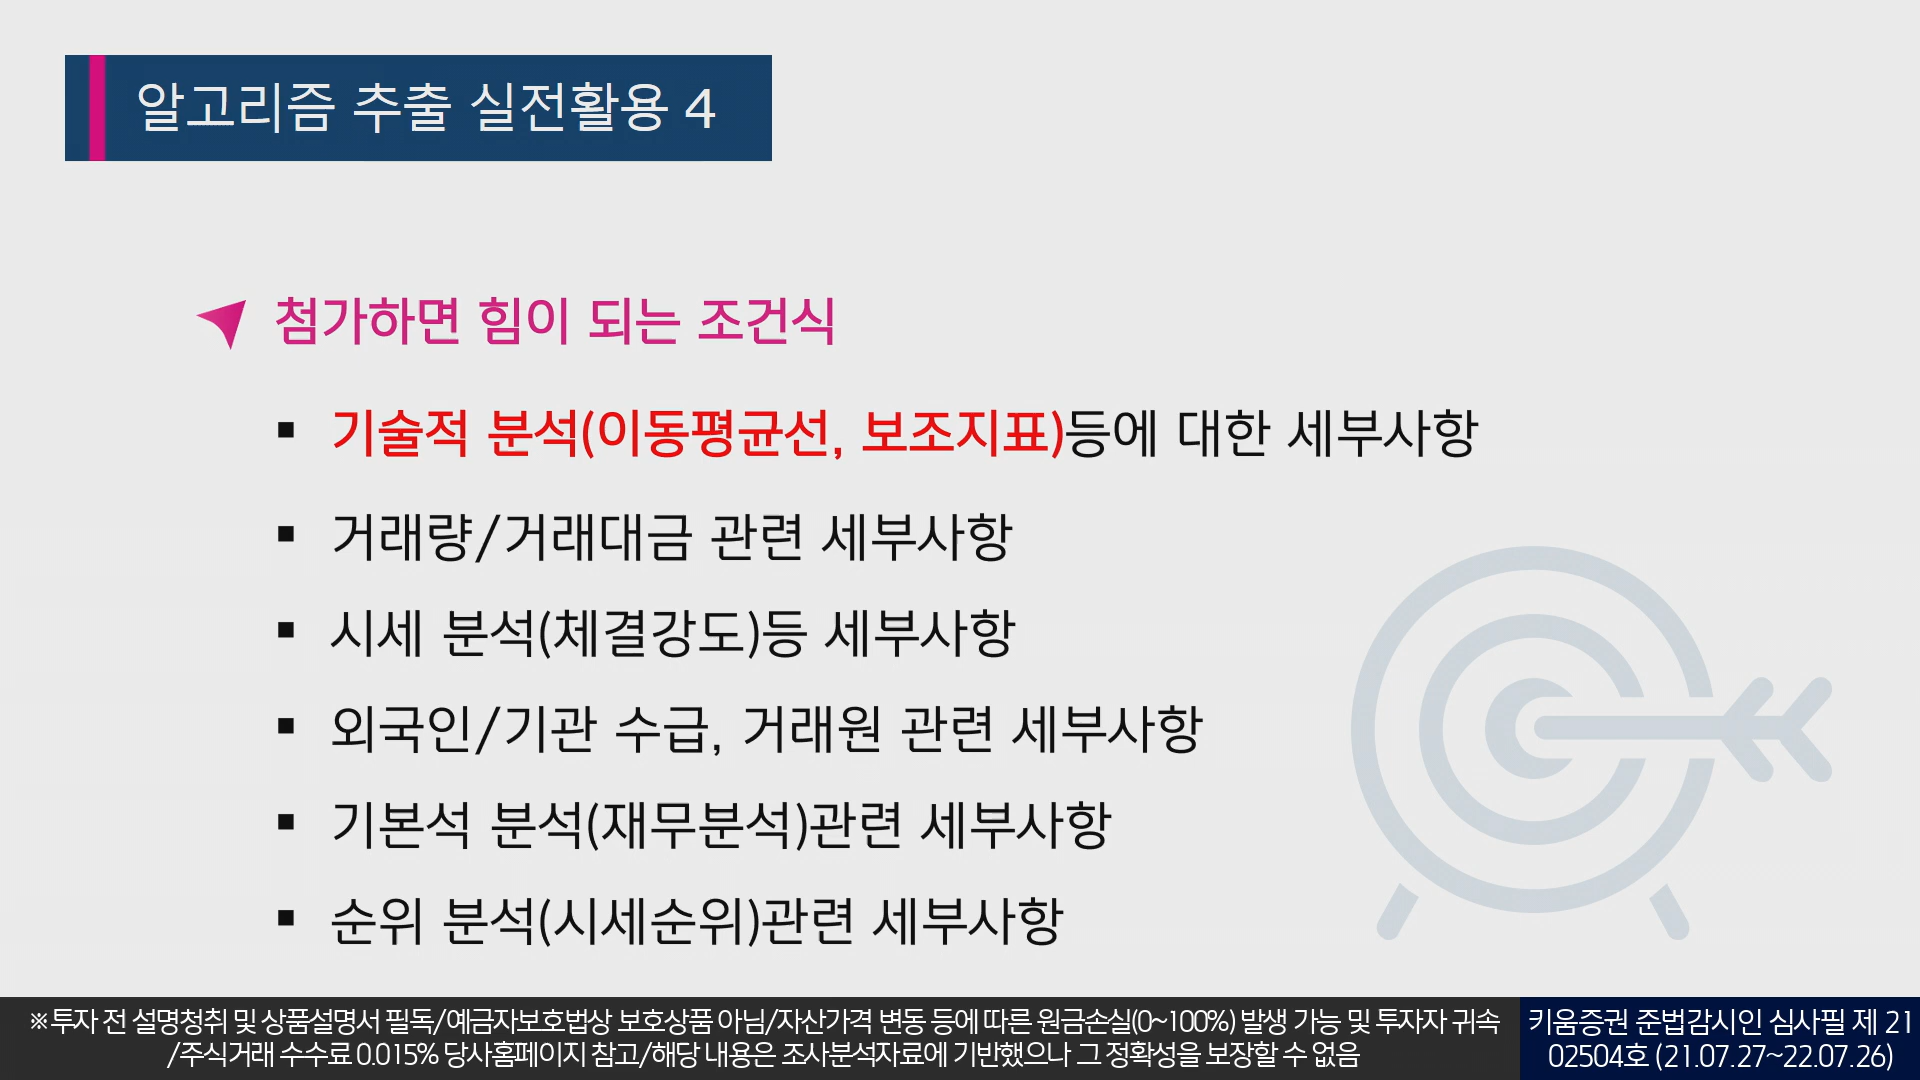 알고리즘 추출 실전활용 4
첨가하면 힘이 되는 조건식
▪ 기술적 분석(이동평균선, 보조지표)등에 대한 세부사항
▪ 거래량/거래대금 관련 세부사항
▪ 시세 분석(체결강도)등 세부사항
▪ 외국인/기관 수급, 거래원 관련 세부사항
▪ 기본석 분석(재무분석)관련 세부사항
▪ 순위 분석(시세순위)관련 세부사항
※투자 전 설명청취 및 상품설명서 필독/예금자보호법상 보호상품 아님/자산가격 변동 등에 따른 원금손실(0~100%) 발생 가능 및 투자자 귀속
/주식거래 수수료 0.015% 당사홈페이지 참고/해당 내용은 조사분석자료에 기반했으나 그 정확성을 보장할 수 없음
키움증권 준법감시인 심사필 제 21
02504호 (21.07.27~22.07.26)